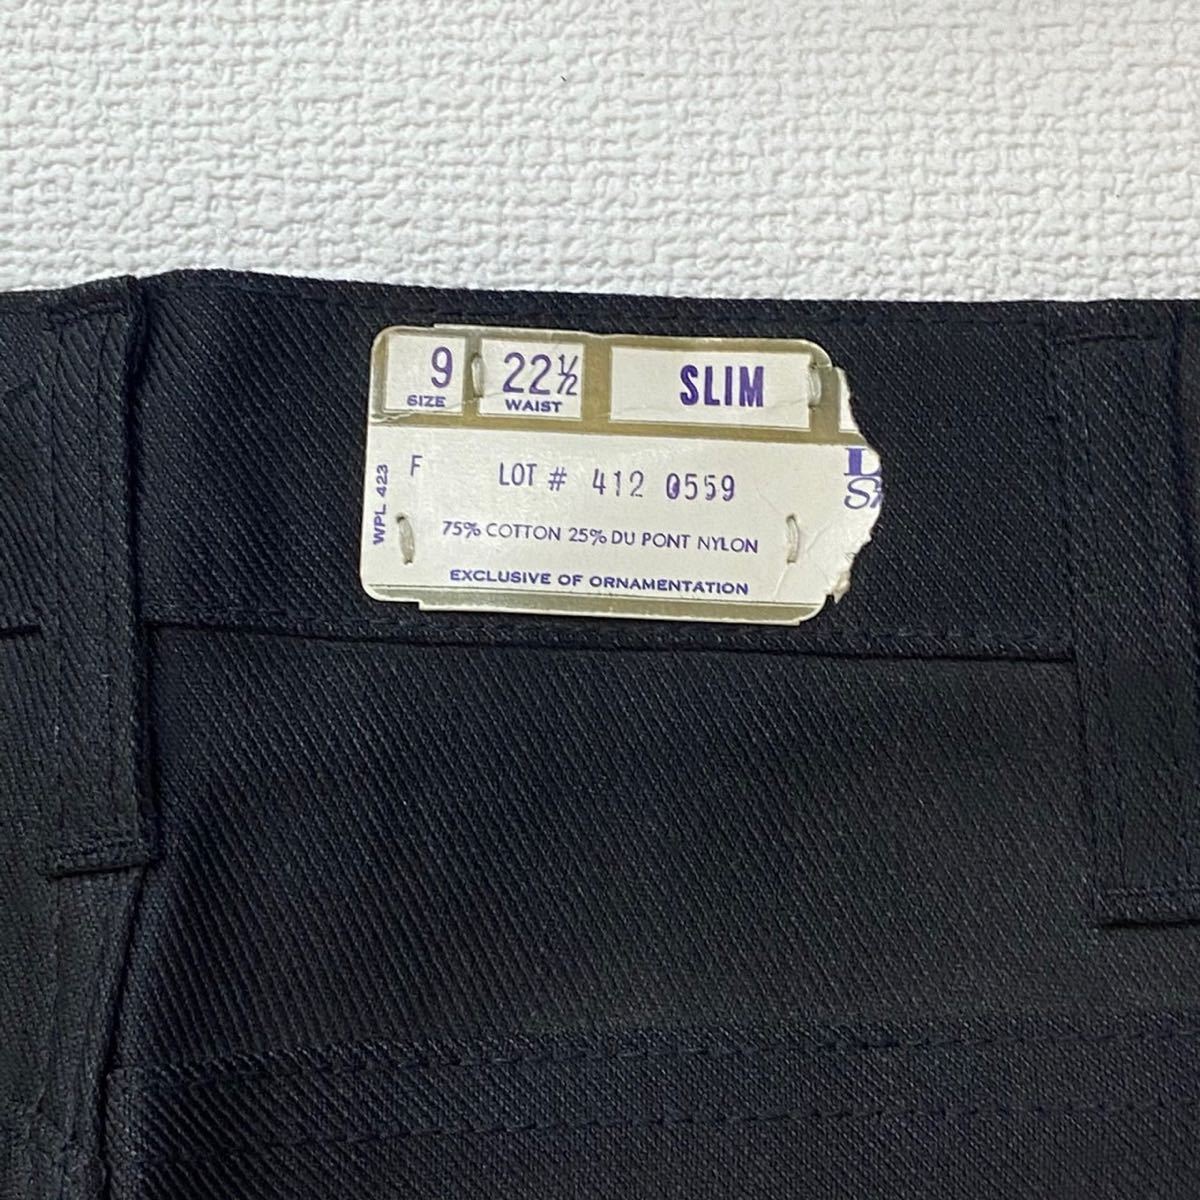 9 22½ SLIM
SIZE WAIST
F LOT # 412 0559
WPL 423
75% COTTON 25% DU PONT NYLON
EXCLUSIVE OF ORNAMENTATION